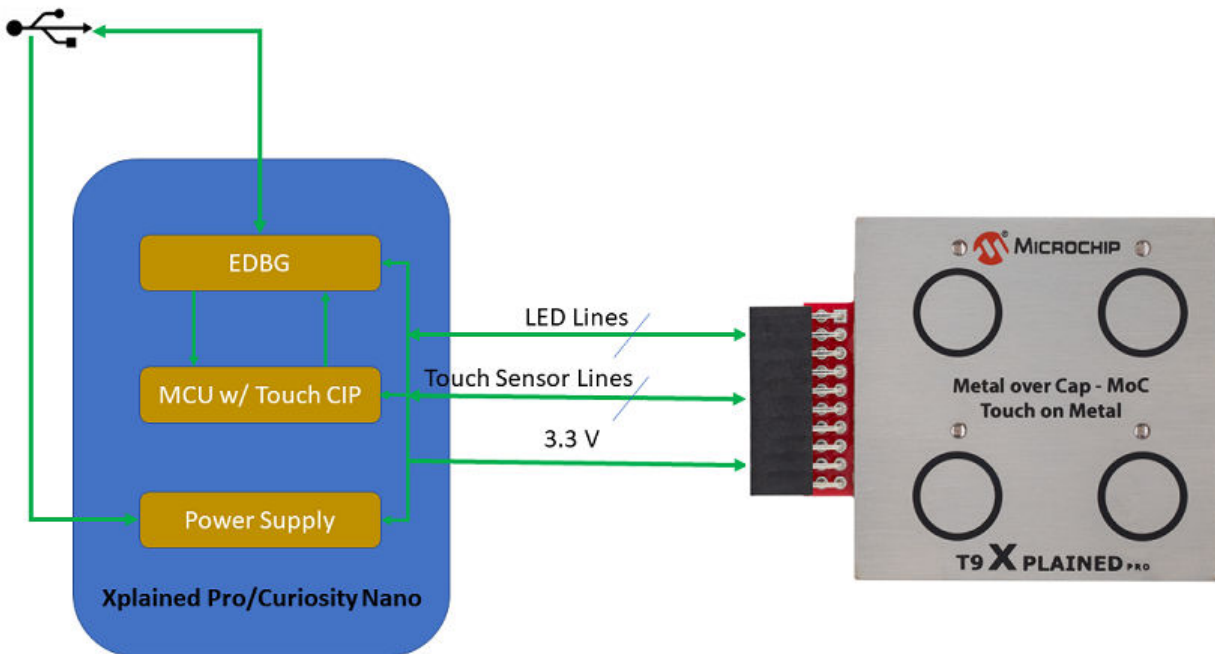 EDBG
MCU w/ Touch CIP
Power Supply
Xplained Pro/Curiosity Nano
LED Lines
Touch Sensor Lines
3.3 V
MICROCHIP
Metal over Cap - MoC
Touch on Metal
T9 XPLAINED PRO